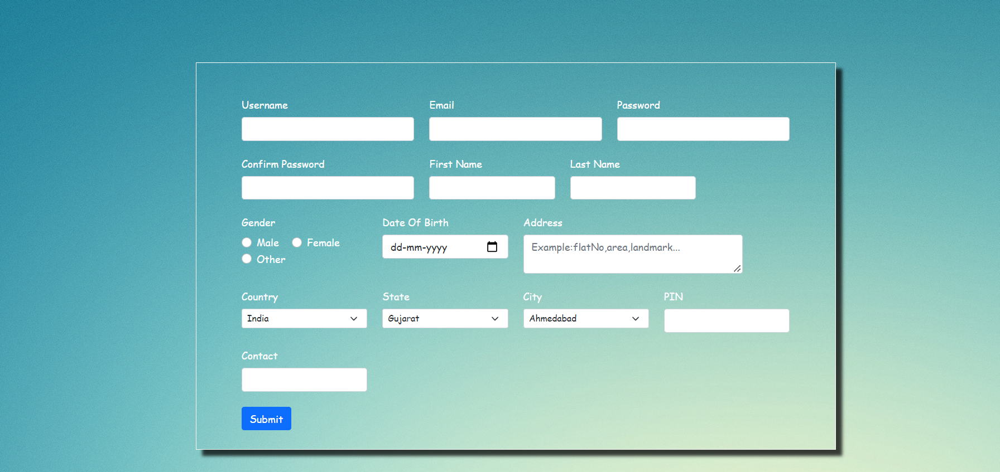 Username Email Password
Confirm Password First Name Last Name
Gender Date Of Birth Address
Male Female dd-mm-yyyy Example:flatNo,area,landmark...
Other
Country State City PIN
India Gujarat Ahmedabad
Contact
Submit